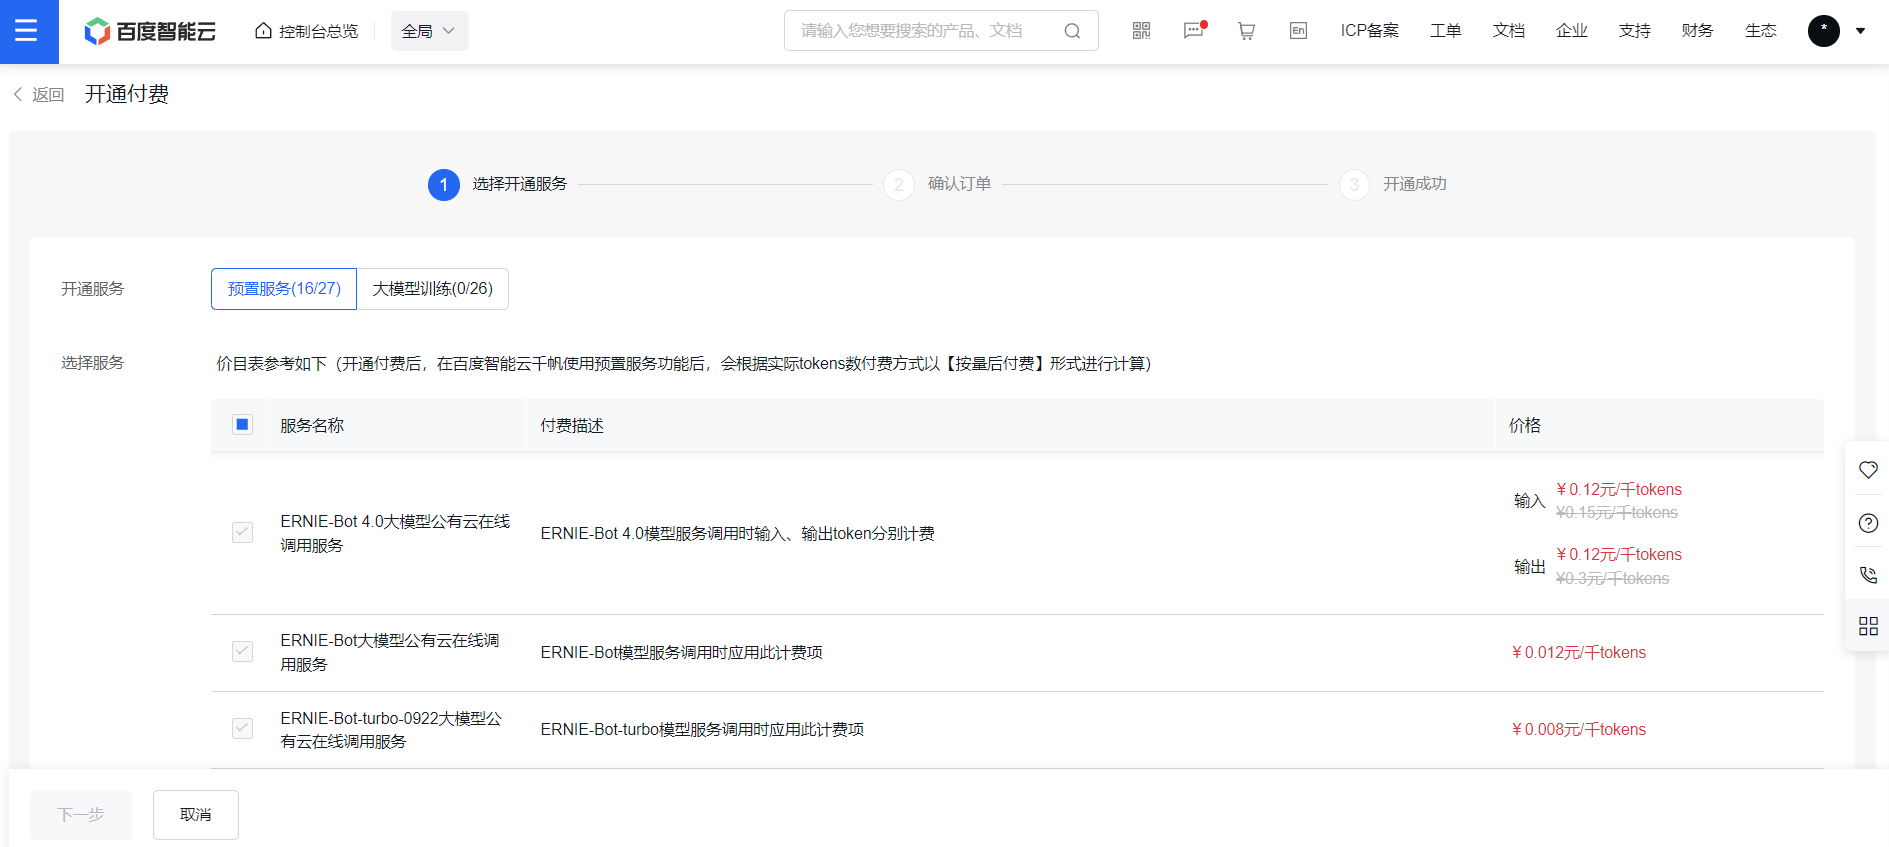 百度智能云
控制台总览
全局
请输入您想要搜索的产品、文档
En
ICP备案
工单
文档
企业
支持
财务
生态
*
返回
开通付费
1
选择开通服务
2
确认订单
3
开通成功
开通服务
预置服务(16/27)
大模型训练(0/26)
选择服务
价目表参考如下（开通付费后，在百度智能云千帆使用预置服务功能后，会根据实际tokens数付费方式以【按量后付费】形式进行计算）
服务名称
付费描述
价格
ERNIE-Bot 4.0大模型公有云在线
调用服务
ERNIE-Bot 4.0模型服务调用时输入、输出token分别计费
输入
¥ 0.12元/千tokens
¥0.15元/千tokens
输出
¥ 0.12元/千tokens
¥0.3元/千tokens
ERNIE-Bot大模型公有云在线调
用服务
ERNIE-Bot模型服务调用时应用此计费项
¥ 0.012元/千tokens
ERNIE-Bot-turbo-0922大模型公
有云在线调用服务
ERNIE-Bot-turbo模型服务调用时应用此计费项
¥ 0.008元/千tokens
下一步
取消